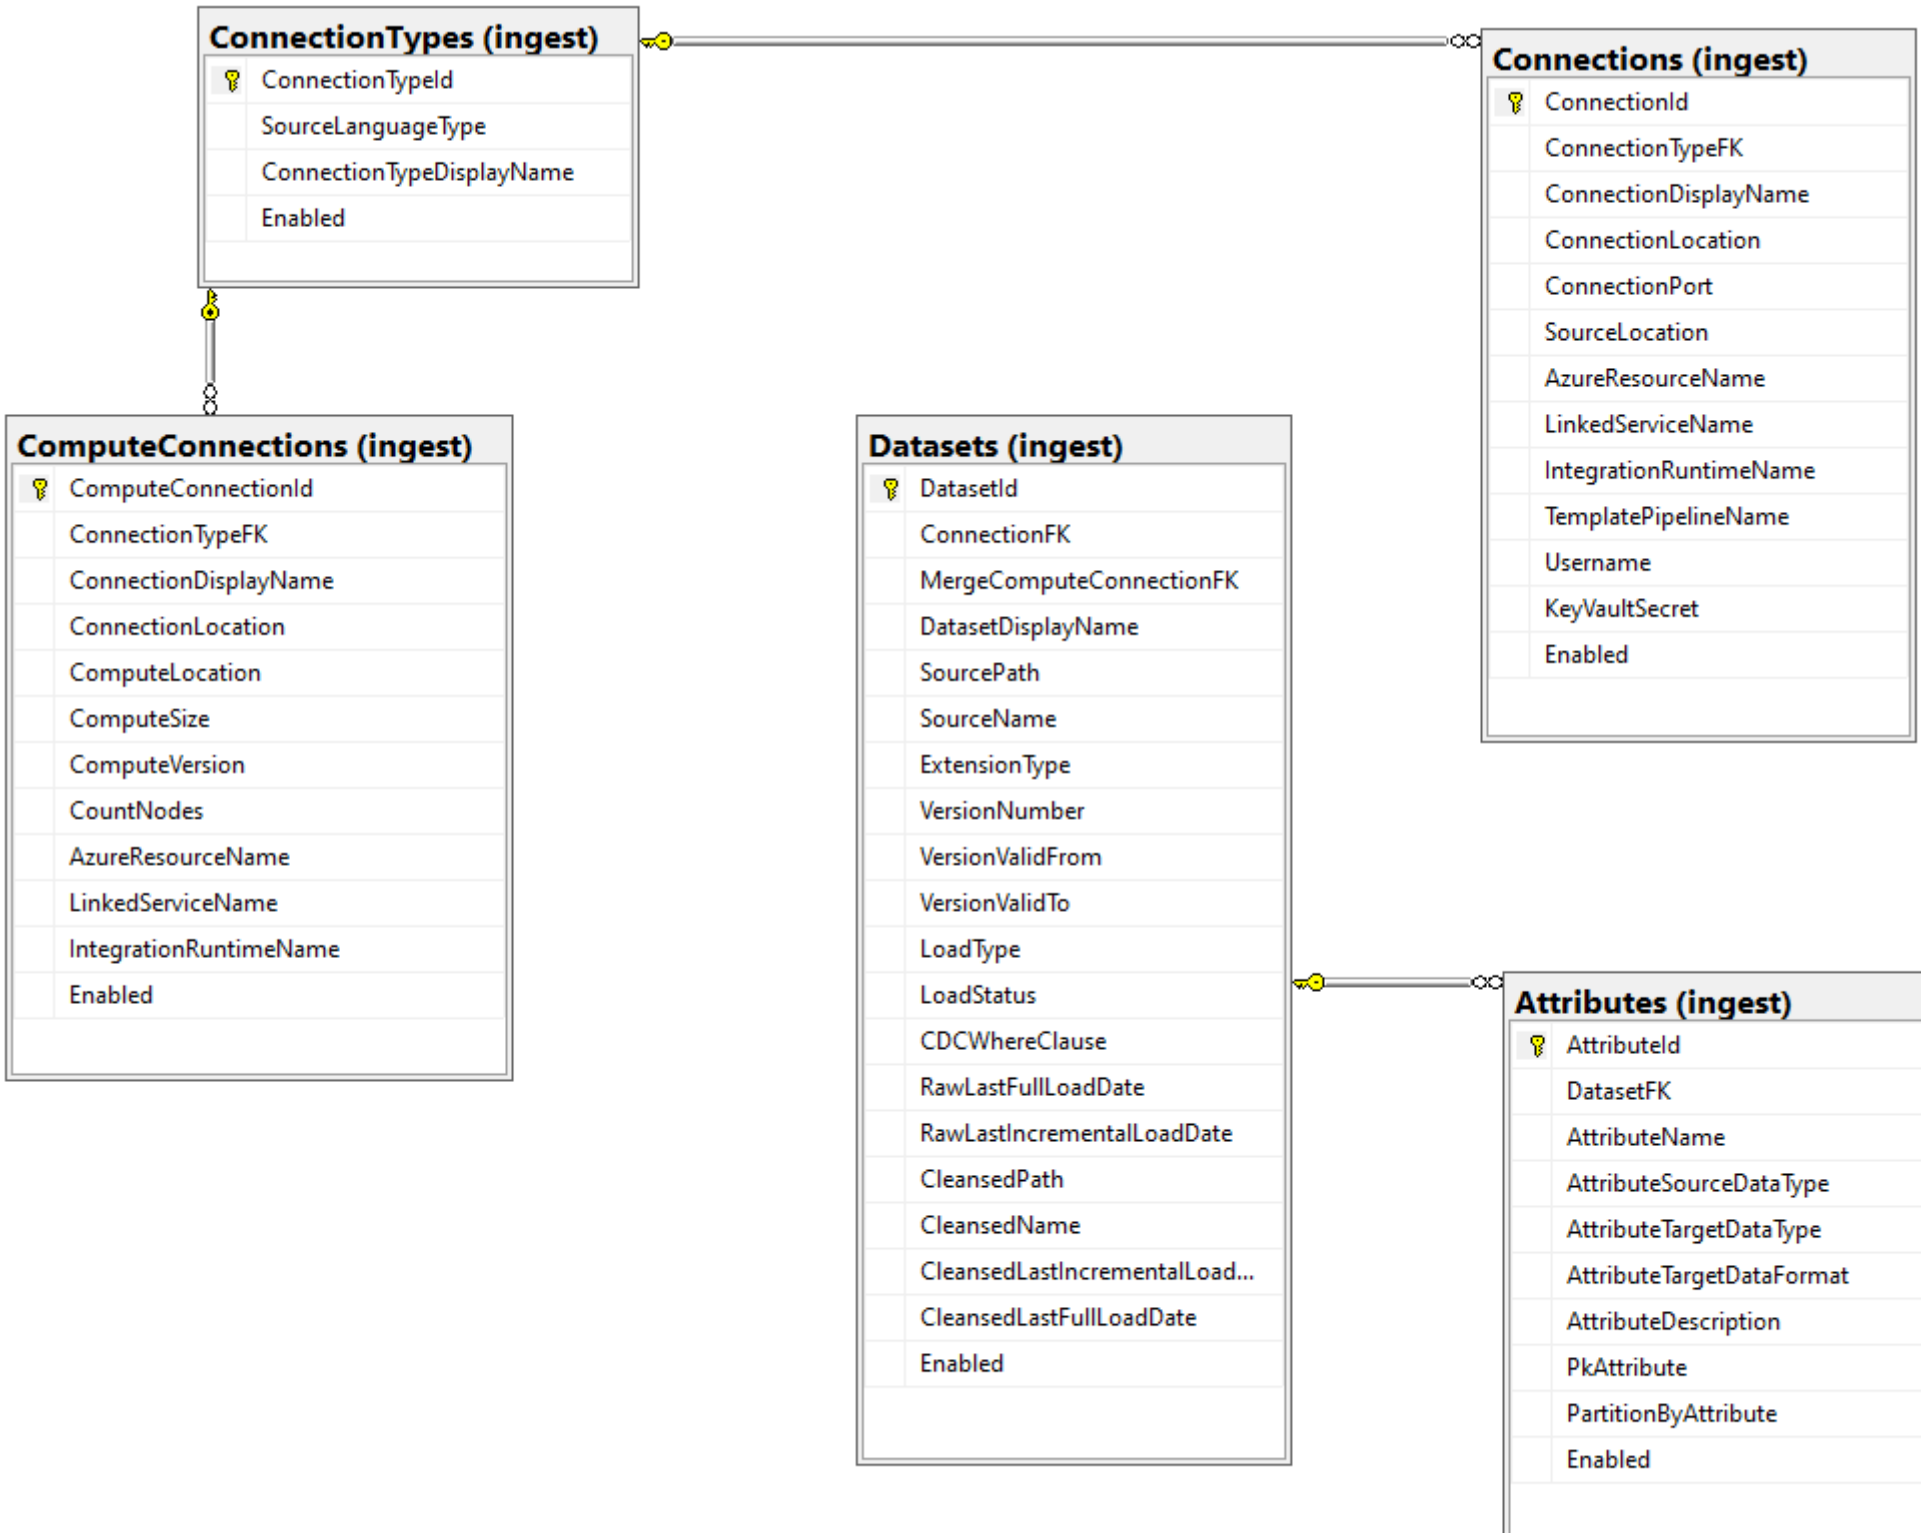 ConnectionTypes (ingest)
ConnectionTypeId
SourceLanguageType
ConnectionTypeDisplayName
Enabled
Connections (ingest)
ConnectionId
ConnectionTypeFK
ConnectionDisplayName
ConnectionLocation
ConnectionPort
SourceLocation
AzureResourceName
LinkedServiceName
IntegrationRuntimeName
TemplatePipelineName
Username
KeyVaultSecret
Enabled
ComputeConnections (ingest)
ComputeConnectionId
ConnectionTypeFK
ConnectionDisplayName
ConnectionLocation
ComputeLocation
ComputeSize
ComputeVersion
CountNodes
AzureResourceName
LinkedServiceName
IntegrationRuntimeName
Enabled
Datasets (ingest)
DatasetId
ConnectionFK
MergeComputeConnectionFK
DatasetDisplayName
SourcePath
SourceName
ExtensionType
VersionNumber
VersionValidFrom
VersionValidTo
LoadType
LoadStatus
CDCWhereClause
RawLastFullLoadDate
RawLastIncrementalLoadDate
CleansedPath
CleansedName
CleansedLastIncrementalLoad...
CleansedLastFullLoadDate
Enabled
Attributes (ingest)
AttributeId
DatasetFK
AttributeName
AttributeSourceDataType
AttributeTargetDataType
AttributeTargetDataFormat
AttributeDescription
PkAttribute
PartitionByAttribute
Enabled